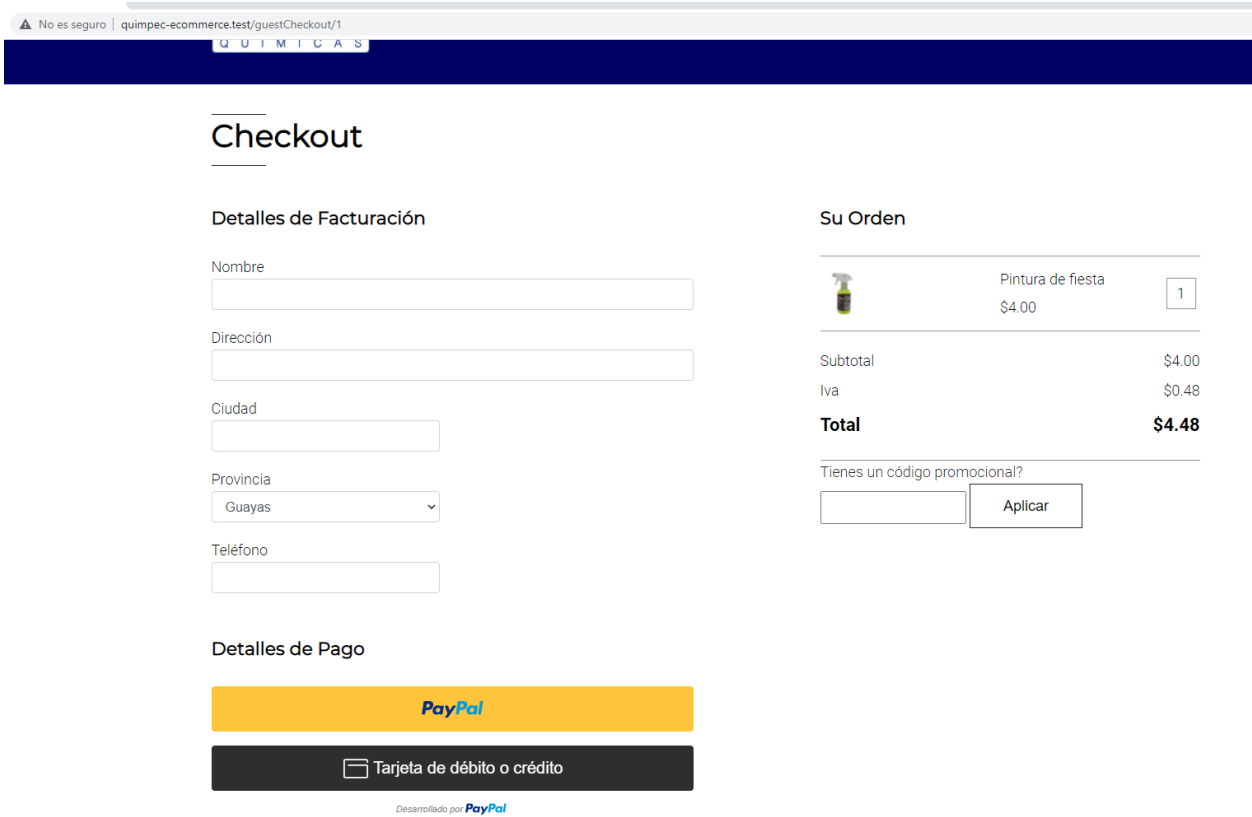 No es seguro | quimpec-ecommerce.test/guestCheckout/1
QUIMICAS
Checkout
Detalles de Facturación
Nombre
Dirección
Ciudad
Provincia
Guayas
Teléfono
Detalles de Pago
PayPal
Tarjeta de débito o crédito
Desarrollado por PayPal
Su Orden
Pintura de fiesta
$4.00
1
Subtotal $4.00
Iva $0.48
Total $4.48
Tienes un código promocional?
Aplicar